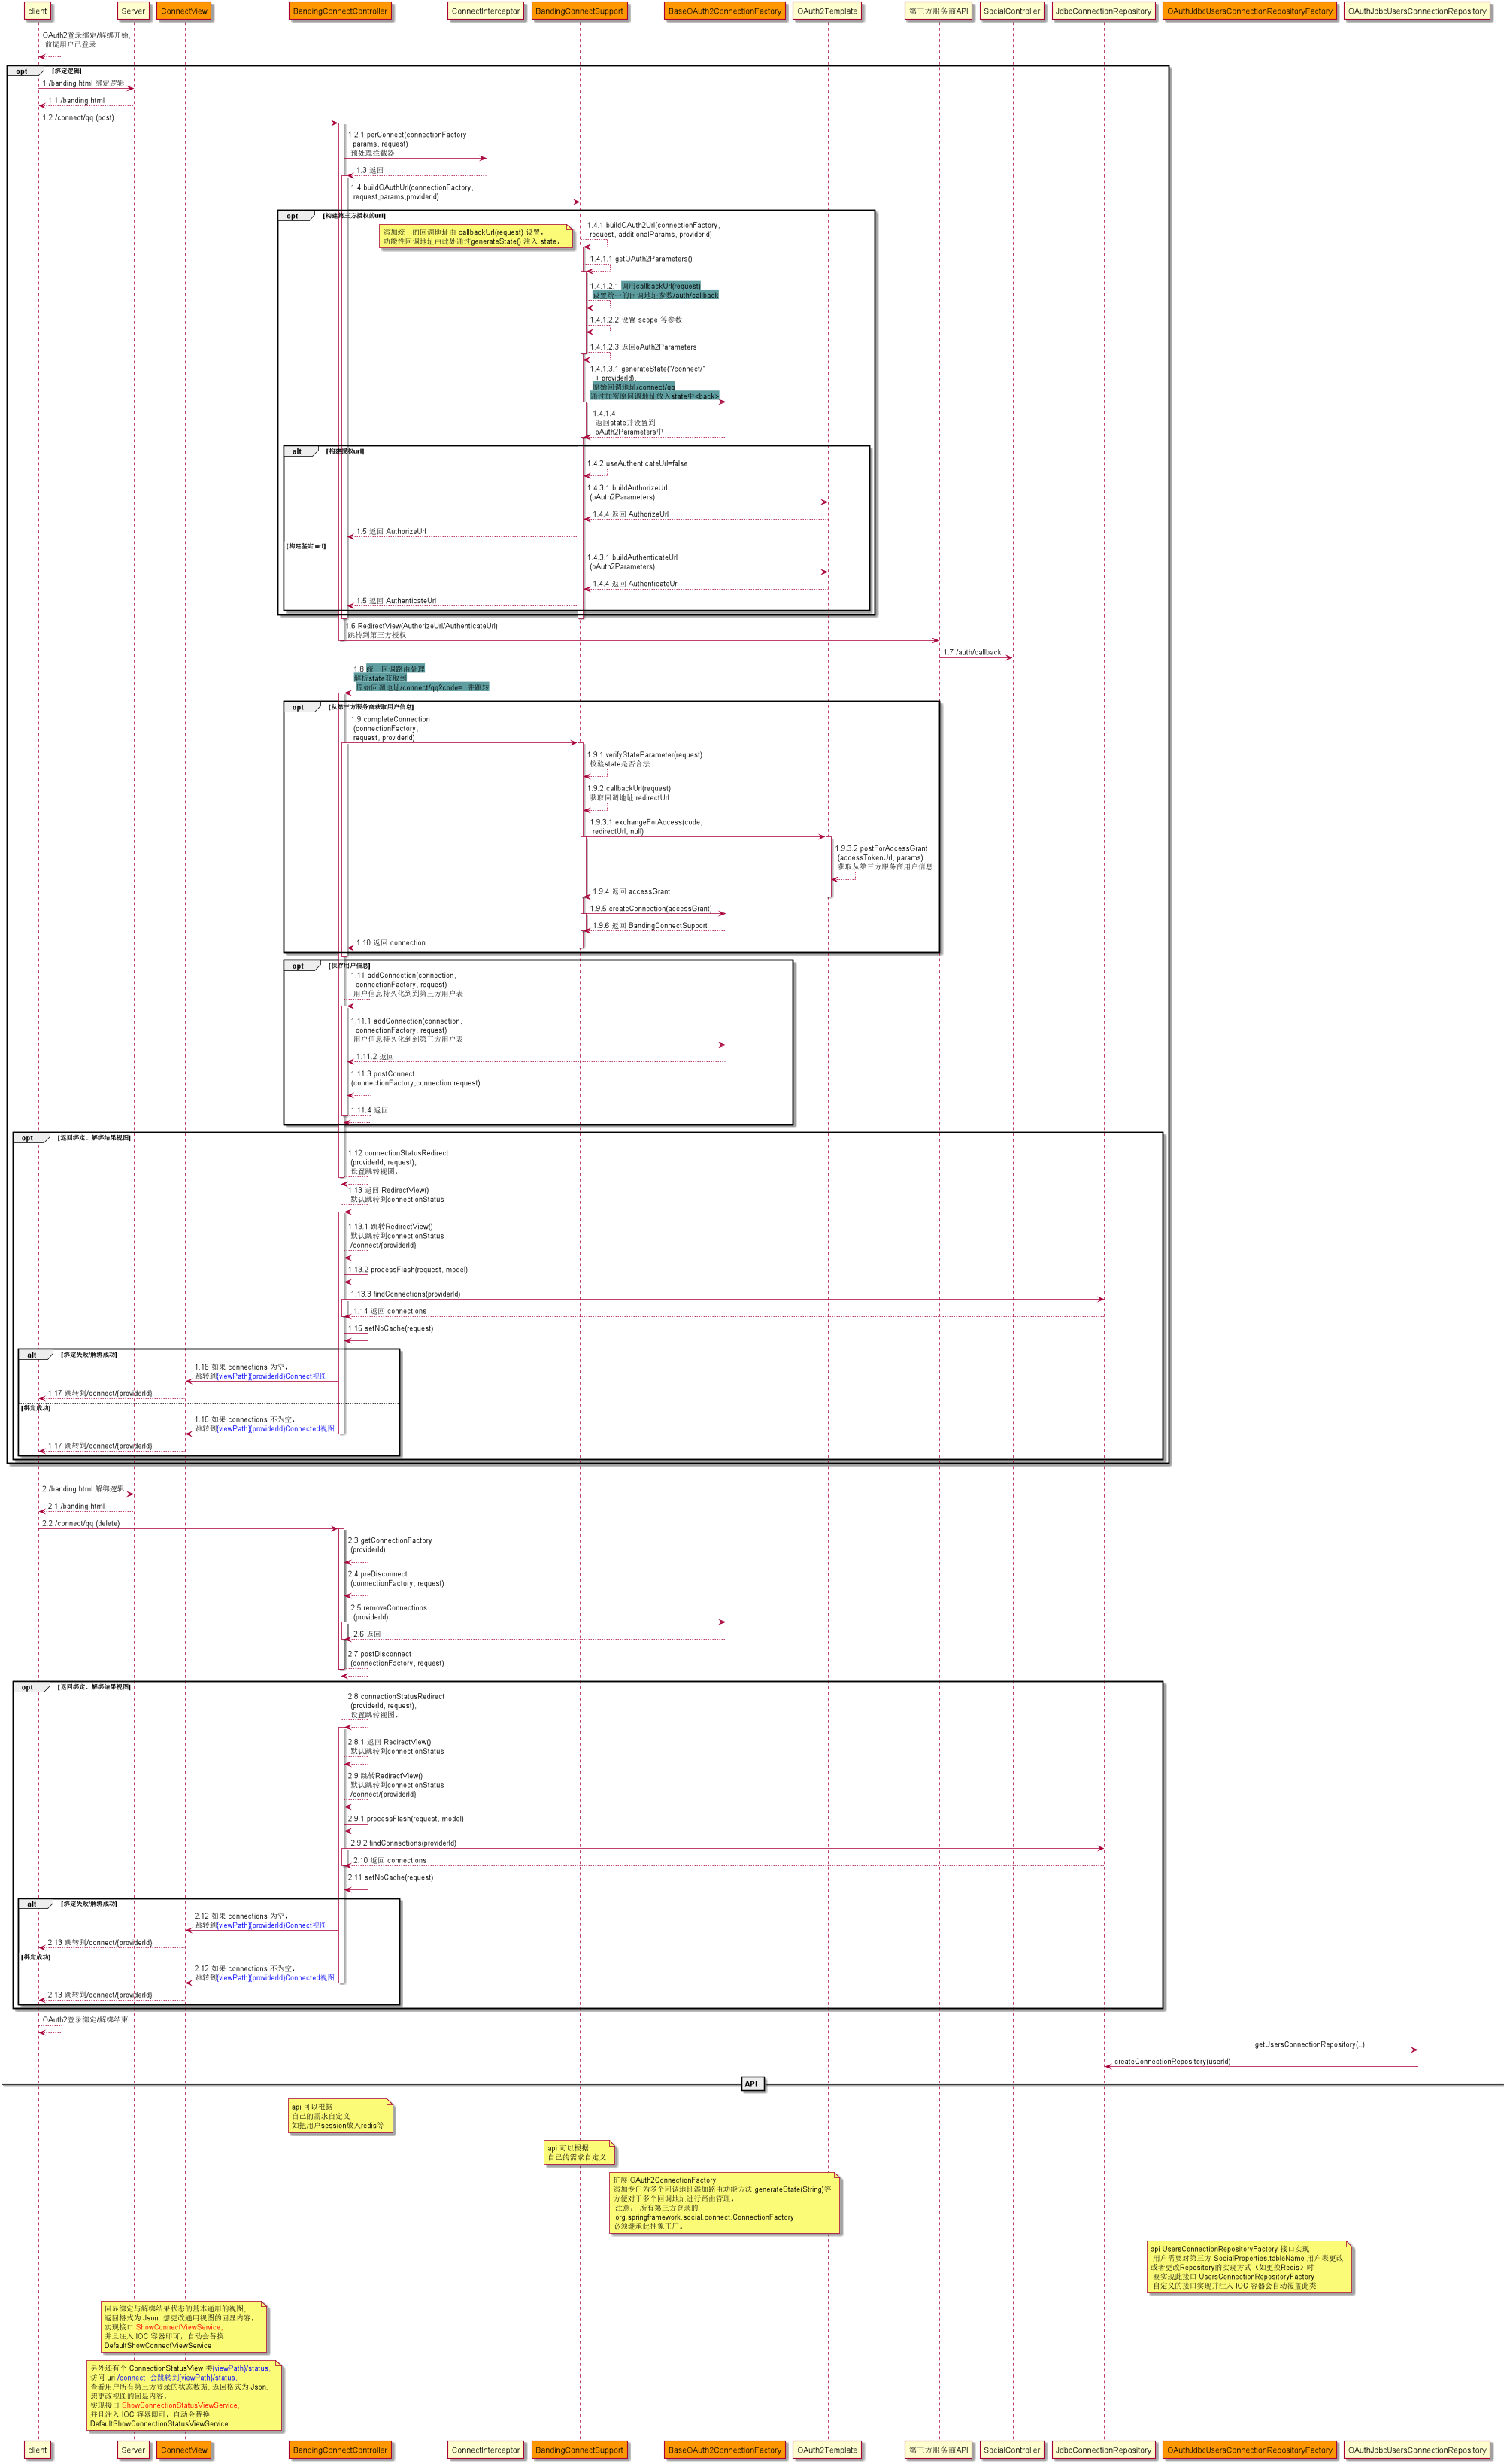 client
Server
ConnectView
BandingConnectController
ConnectInterceptor
BandingConnectSupport
BaseOAuth2ConnectionFactory
OAuth2Template
第三方服务商API
SocialController
JdbcConnectionRepository
OAuthJdbcUsersConnectionRepositoryFactory
OAuthJdbcUsersConnectionRepository
OAuth2登录绑定/解绑开始,
前提用户已登录
opt [绑定逻辑]
1 /banding.html 绑定逻辑
1.1 /banding.html
1.2 /connect/qq (post)
1.2.1 perConnect(connectionFactory,
params, request)
预处理拦截器
1.3 返回
1.4 buildOAuthUrl(connectionFactory,
request,params,providerId)
opt [构建第三方授权的url]
添加统一的回调地址由 callbackUrl(request) 设置，
功能性回调地址由此处通过generateState() 注入 state。
1.4.1 buildOAuth2Url(connectionFactory,
request, additionalParams, providerId)
1.4.1.1 getOAuth2Parameters()
1.4.1.2.1 调用callbackUrl(request)
设置统一的回调地址参数/auth/callback
1.4.1.2.2 设置 scope 等参数
1.4.1.2.3 返回oAuth2Parameters
1.4.1.3.1 generateState("/connect/"
+ providerId),
原始回调地址/connect/qq
通过加密原回调地址放入state中<back>
1.4.1.4
返回state并设置到
oAuth2Parameters中
alt [构建授权url]
1.4.2 useAuthenticateUrl=false
1.4.3.1 buildAuthorizeUrl
(oAuth2Parameters)
1.4.4 返回 AuthorizeUrl
1.5 返回 AuthorizeUrl
[构建鉴定 url]
1.4.3.1 buildAuthenticateUrl
(oAuth2Parameters)
1.4.4 返回 AuthenticateUrl
1.5 返回 AuthenticateUrl
1.6 RedirectView(AuthorizeUrl/AuthenticateUrl)
跳转到第三方授权
1.7 /auth/callback
1.8 统一回调路由处理
解析state获取到
原始回调地址/connect/qq?code=...并跳转
opt [从第三方服务商获取用户信息]
1.9 completeConnection
(connectionFactory,
request, providerId)
1.9.1 verifyStateParameter(request)
校验state是否合法
1.9.2 callbackUrl(request)
获取回调地址 redirectUrl
1.9.3.1 exchangeForAccess(code,
redirectUrl, null)
1.9.3.2 postForAccessGrant
(accessTokenUrl, params)
获取从第三方服务商用户信息
1.9.4 返回 accessGrant
1.9.5 createConnection(accessGrant)
1.9.6 返回 BandingConnectSupport
1.10 返回 connection
opt [保存用户信息]
1.11 addConnection(connection,
connectionFactory, request)
用户信息持久化到到第三方用户表
1.11.1 addConnection(connection,
connectionFactory, request)
用户信息持久化到到第三方用户表
1.11.2 返回
1.11.3 postConnect
(connectionFactory,connection,request)
1.11.4 返回
opt [返回绑定、解绑结果视图]
1.12 connectionStatusRedirect
(providerId, request),
设置跳转视图。
1.13 返回 RedirectView()
默认跳转到connectionStatus
1.13.1 跳转RedirectView()
默认跳转到connectionStatus
/connect/{providerId}
1.13.2 processFlash(request, model)
1.13.3 findConnections(providerId)
1.14 返回 connections
1.15 setNoCache(request)
alt [绑定失败/解绑成功]
1.16 如果 connections 为空，
跳转到{viewPath}{providerId}Connect视图
1.17 跳转到/connect/{providerId}
[绑定成功]
1.16 如果 connections 不为空，
跳转到{viewPath}{providerId}Connected视图
1.17 跳转到/connect/{providerId}
2 /banding.html 解绑逻辑
2.1 /banding.html
2.2 /connect/qq (delete)
2.3 getConnectionFactory
(providerId)
2.4 preDisconnect
(connectionFactory, request)
2.5 removeConnections
(providerId)
2.6 返回
2.7 postDisconnect
(connectionFactory, request)
opt [返回绑定、解绑结果视图]
2.8 connectionStatusRedirect
(providerId, request),
设置跳转视图。
2.8.1 返回 RedirectView()
默认跳转到connectionStatus
2.9 跳转RedirectView()
默认跳转到connectionStatus
/connect/{providerId}
2.9.1 processFlash(request, model)
2.9.2 findConnections(providerId)
2.10 返回 connections
2.11 setNoCache(request)
alt [绑定失败/解绑成功]
2.12 如果 connections 为空，
跳转到{viewPath}{providerId}Connect视图
2.13 跳转到/connect/{providerId}
[绑定成功]
2.12 如果 connections 不为空，
跳转到{viewPath}{providerId}Connected视图
2.13 跳转到/connect/{providerId}
OAuth2登录绑定/解绑结束
getUsersConnectionRepository(..)
createConnectionRepository(userId)
API
api 可以根据
自己的需求自定义
如把用户session放入redis等
api 可以根据
自己的需求自定义
扩展 OAuth2ConnectionFactory
添加专门为多个回调地址添加路由功能方法 generateState(String)等
方便对于多个回调地址进行路由管理。
注意： 所有第三方登录的
org.springframework.social.connect.ConnectionFactory
必须继承此抽象工厂。
api UsersConnectionRepositoryFactory 接口实现
用户需要对第三方 SocialProperties.tableName 用户表更改
或者更改Repository的实现方式（如更换Redis）时
要实现此接口 UsersConnectionRepositoryFactory
自定义的接口实现并注入 IOC 容器会自动覆盖此类
回显绑定与解绑结果状态的基本通用的视图,
返回格式为 Json. 想更改通用视图的回显内容，
实现接口 ShowConnectViewService,
并且注入 IOC 容器即可，自动会替换
DefaultShowConnectViewService
另外还有个 ConnectionStatusView 类{viewPath}/status,
访问 uri /connect, 会跳转到{viewPath}/status,
查看用户所有第三方登录的状态数据, 返回格式为 Json.
想更改视图的回显内容，
实现接口 ShowConnectionStatusViewService,
并且注入 IOC 容器即可，自动会替换
DefaultShowConnectionStatusViewService
client
Server
ConnectView
BandingConnectController
ConnectInterceptor
BandingConnectSupport
BaseOAuth2ConnectionFactory
OAuth2Template
第三方服务商API
SocialController
JdbcConnectionRepository
OAuthJdbcUsersConnectionRepositoryFactory
OAuthJdbcUsersConnectionRepository